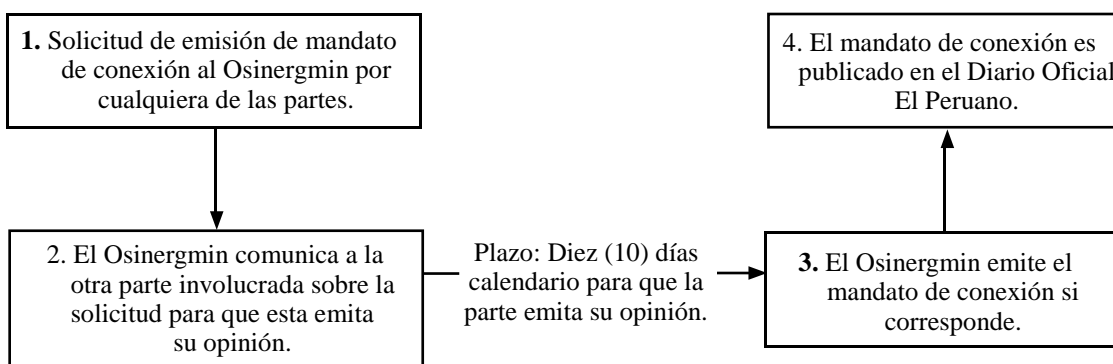 1. Solicitud de emisión de mandato
de conexión al Osinergmin por
cualquiera de las partes.
2. El Osinergmin comunica a la
otra parte involucrada sobre la
solicitud para que esta emita
su opinión.
Plazo: Diez (10) días
calendario para que la
parte emita su opinión.
3. El Osinergmin emite el
mandato de conexión si
corresponde.
4. El mandato de conexión es
publicado en el Diario Oficial
El Peruano.